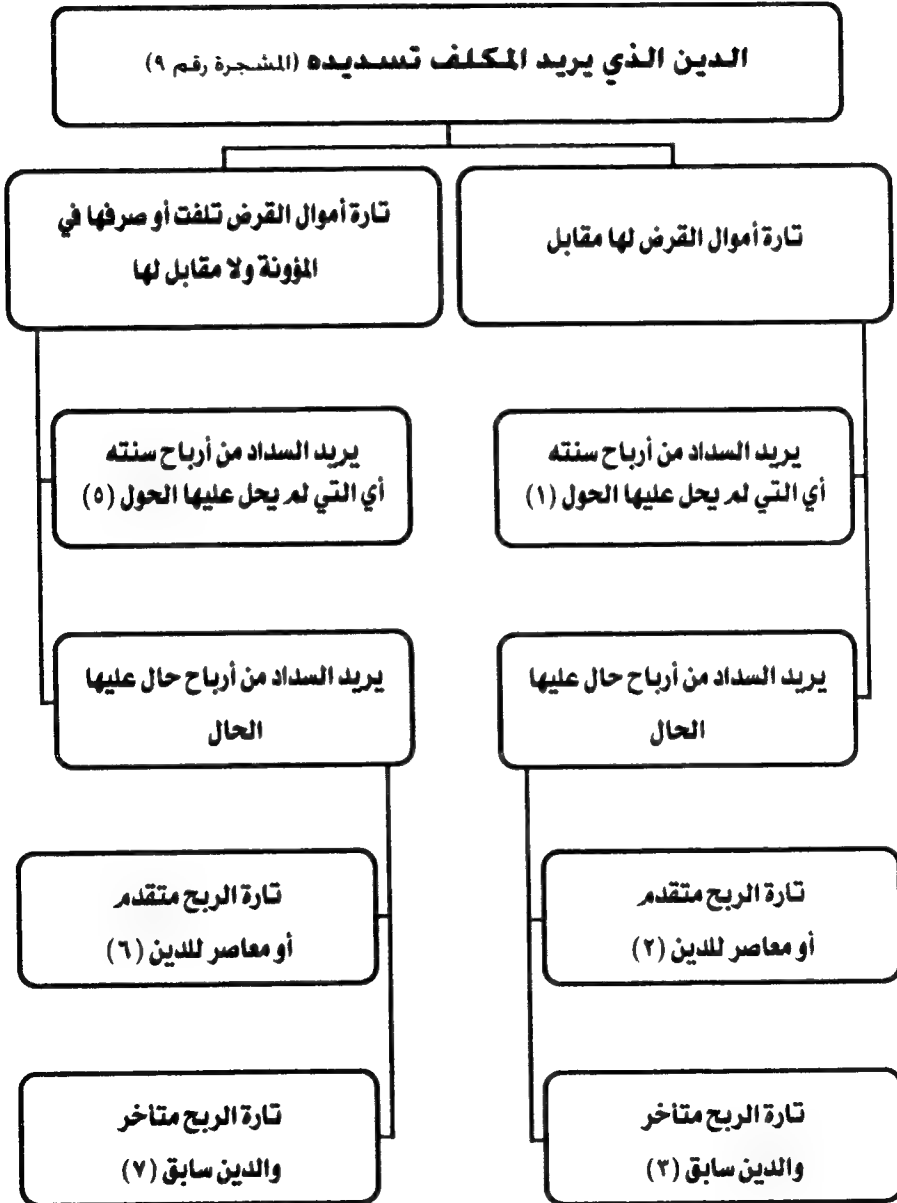 الدين الذي يريد المكلف تسديده (المشجرة رقم ٩)
تارة أموال القرض لها مقابل
تارة أموال القرض تلفت أو صرفها في
المؤونة ولا مقابل لها
يريد السداد من أرباح سنته
أي التي لم يحل عليها الحول (١)
يريد السداد من أرباح سنته
أي التي لم يحل عليها الحول (٥)
يريد السداد من أرباح حال عليها
الحال
يريد السداد من أرباح حال عليها
الحال
تارة الربح متقدم
أو معاصر للدين (٢)
تارة الربح متقدم
أو معاصر للدين (٦)
تارة الربح متأخر
والدين سابق (٣)
تارة الربح متأخر
والدين سابق (٧)